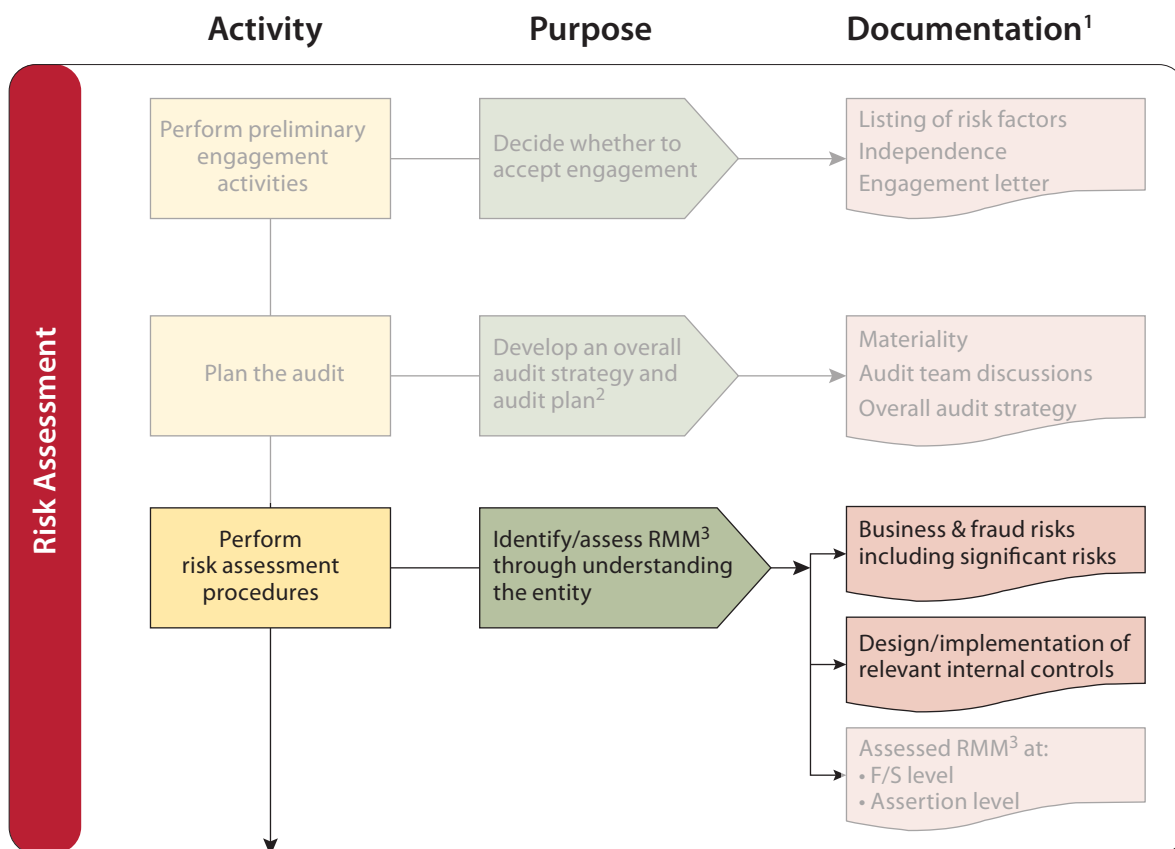 Activity
Purpose
Documentation¹
Risk Assessment
Perform preliminary
engagement
activities
Decide whether to
accept engagement
Listing of risk factors
Independence
Engagement letter
Plan the audit
Develop an overall
audit strategy and
audit plan²
Materiality
Audit team discussions
Overall audit strategy
Perform
risk assessment
procedures
Identify/assess RMM³
through understanding
the entity
Business & fraud risks
including significant risks
Design/implementation of
relevant internal controls
Assessed RMM³ at:
• F/S level
• Assertion level